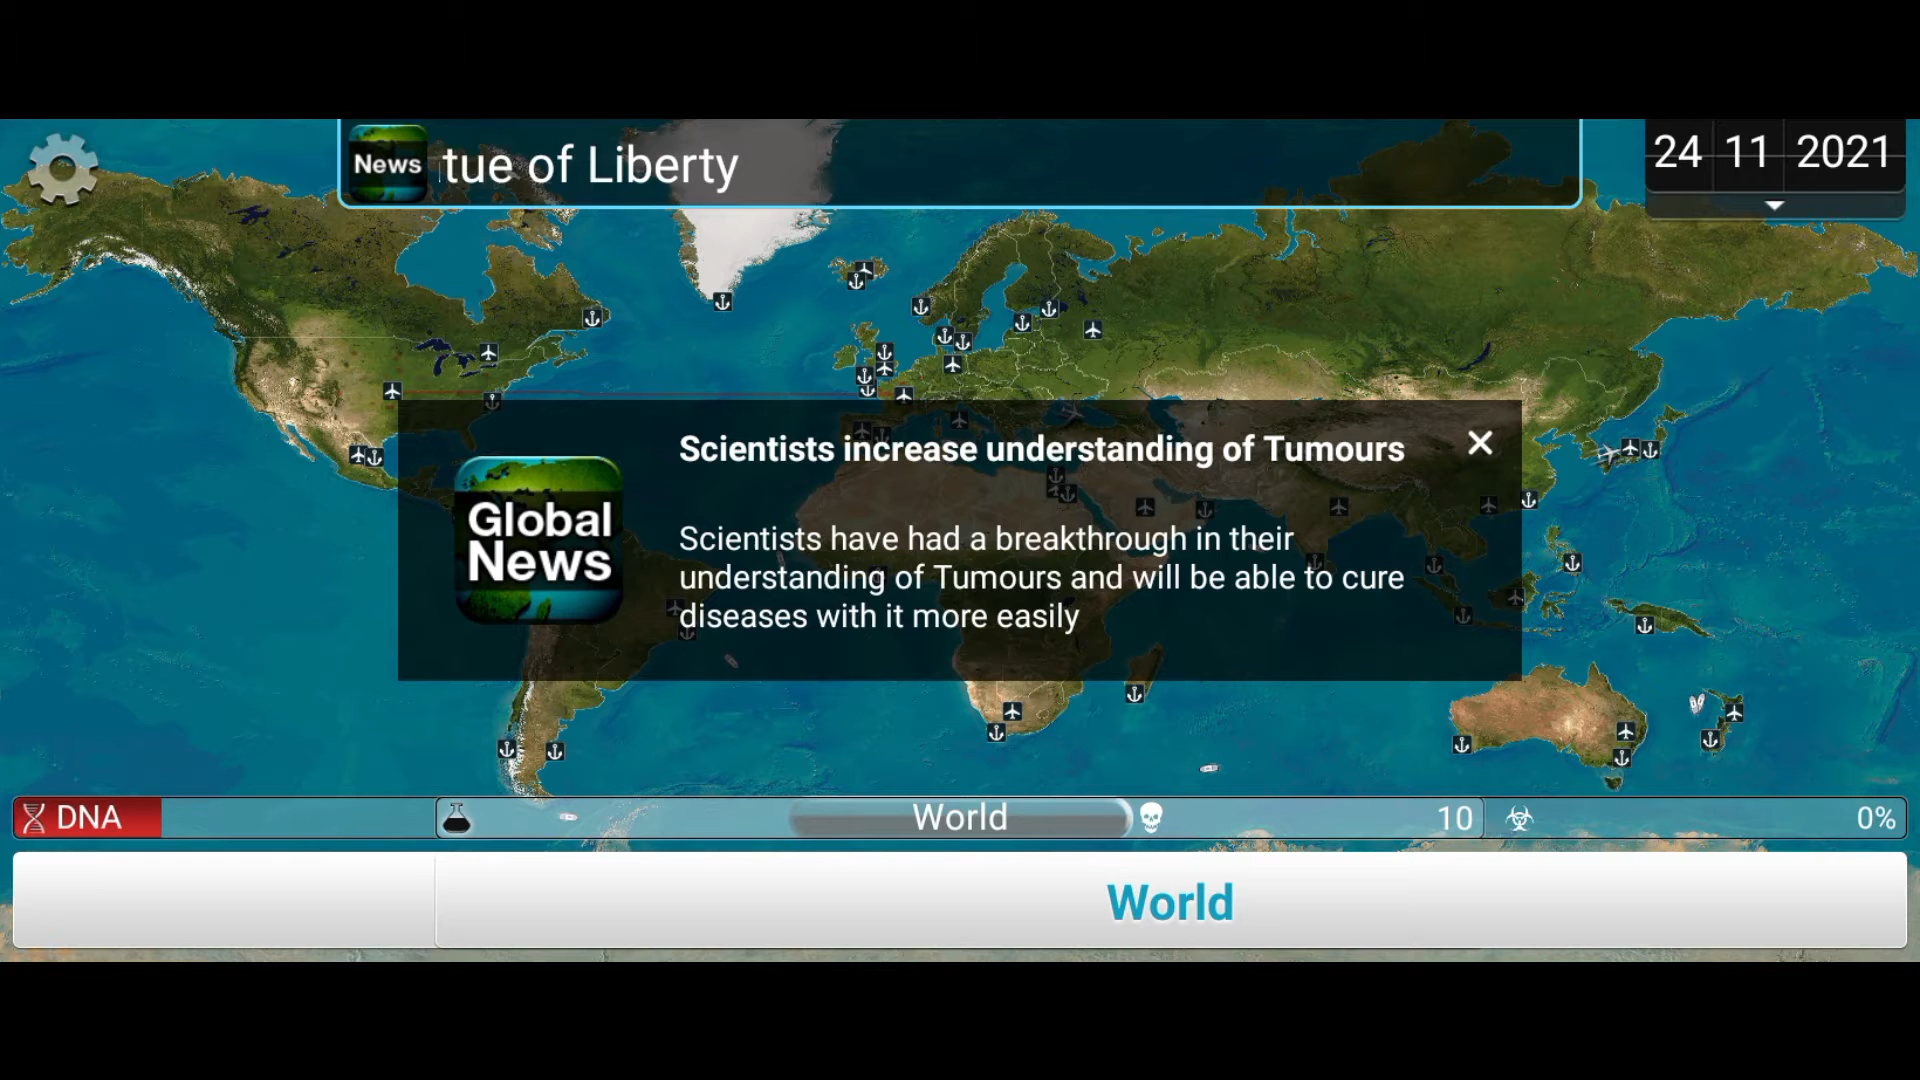 News
tue of Liberty
24 11 2021
Scientists increase understanding of Tumours
Global
News
Scientists have had a breakthrough in their
understanding of Tumours and will be able to cure
diseases with it more easily
DNA
World
10
0%
World